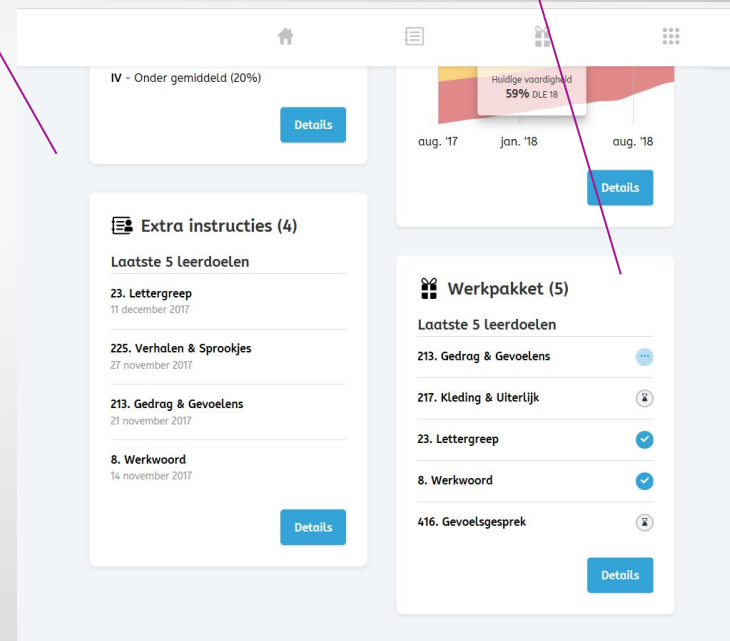 IV - Onder gemiddeld (20%)
Details
Extra instructies (4)
Laatste 5 leerdoelen
23. Lettergreep
11 december 2017
225. Verhalen & Sprookjes
27 november 2017
213. Gedrag & Gevoelens
21 november 2017
8. Werkwoord
14 november 2017
Details
Huidige vaardigheid
59% DLE 18
aug. '17 jan. '18 aug. '18
Details
Werkpakket (5)
Laatste 5 leerdoelen
213. Gedrag & Gevoelens
217. Kleding & Uiterlijk
23. Lettergreep
8. Werkwoord
416. Gevoelsgesprek
Details